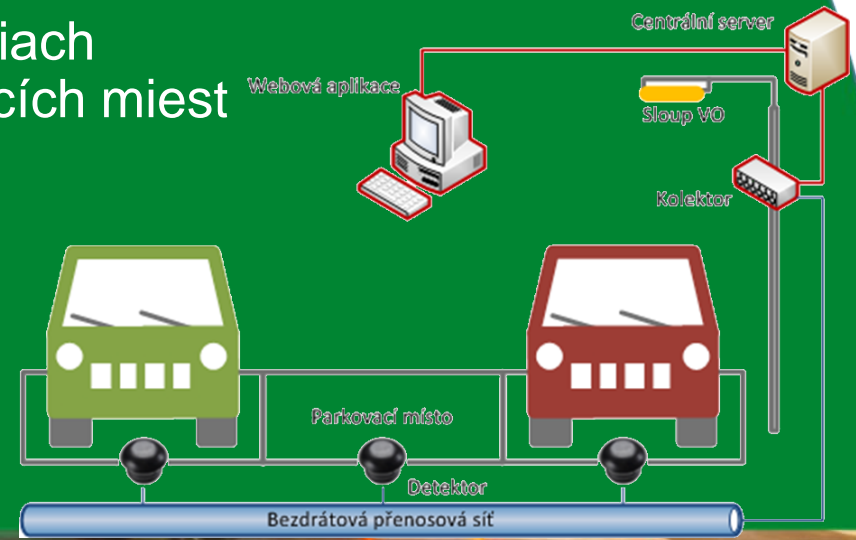 iach
cích miest
Centrální server
Webová aplikace
Sloup VO
Kolektor
Parkovací místo
Detektor
Bezdrátová přenosová síť